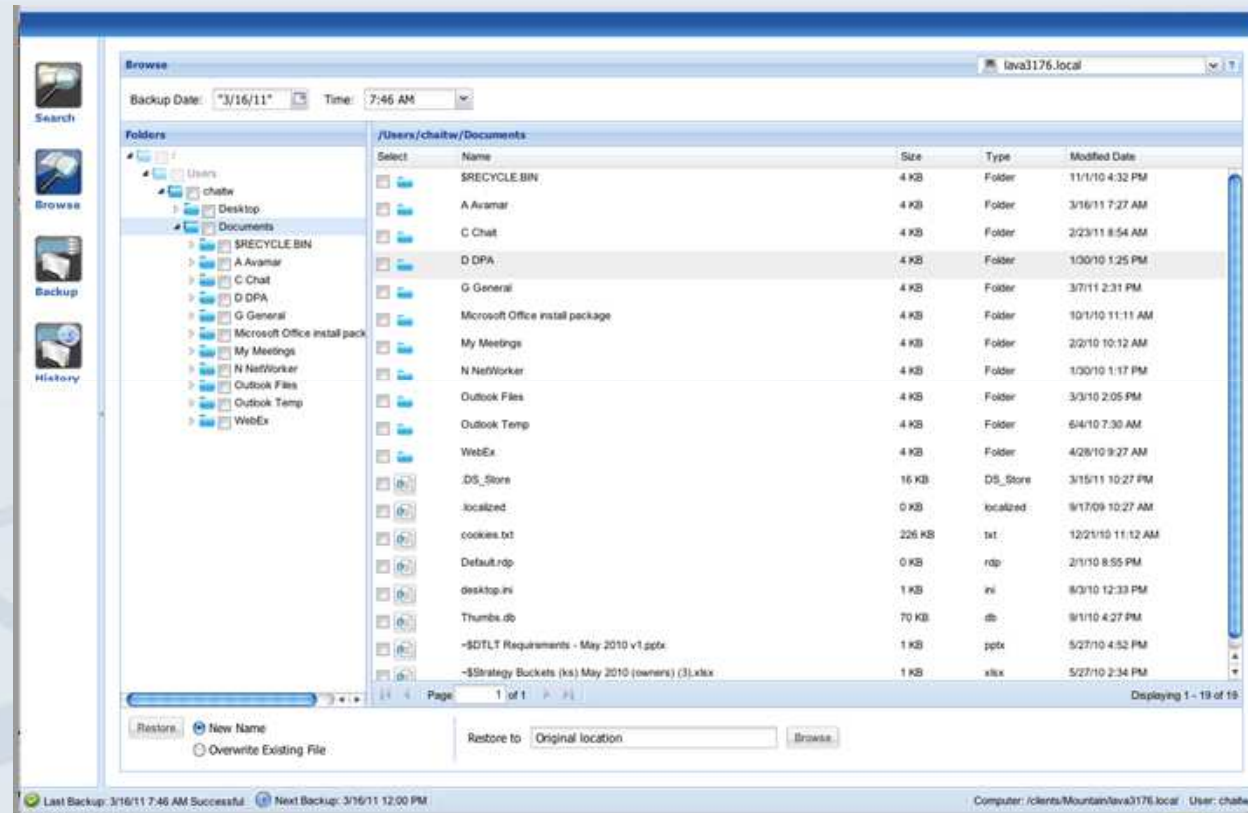 Browse
lava3176.local
?
Backup Date: "3/16/11" Time: 7:46 AM
Search
Browse
Backup
History
Folders
/
Users
chaitw
Desktop
Documents
$RECYCLE.BIN
A Avamar
C Chait
D DPA
G General
Microsoft Office install pack
My Meetings
N NetWorker
Outlook Files
Outlook Temp
WebEx
/Users/chaitw/Documents
Select Name Size Type Modified Date
$RECYCLE.BIN 4 KB Folder 11/1/10 4:32 PM
A Avamar 4 KB Folder 3/16/11 7:27 AM
C Chait 4 KB Folder 2/23/11 8:54 AM
D DPA 4 KB Folder 1/30/10 1:25 PM
G General 4 KB Folder 3/7/11 2:31 PM
Microsoft Office install package 4 KB Folder 10/1/10 11:11 AM
My Meetings 4 KB Folder 2/2/10 10:12 AM
N NetWorker 4 KB Folder 1/30/10 1:17 PM
Outlook Files 4 KB Folder 3/3/10 2:05 PM
Outlook Temp 4 KB Folder 6/4/10 7:30 AM
WebEx 4 KB Folder 4/28/10 9:27 AM
.DS_Store 16 KB DS_Store 3/15/11 10:27 PM
.localized 0 KB localized 9/17/09 10:27 AM
cookies.txt 226 KB txt 12/21/10 11:12 AM
Default.rdp 0 KB rdp 2/1/10 8:55 PM
desktop.ini 1 KB ini 8/3/10 12:33 PM
Thumbs.db 70 KB db 9/1/10 4:27 PM
~$DTLT Requirements - May 2010 v1.pptx 1 KB pptx 5/27/10 4:52 PM
~$Strategy Buckets (ks) May 2010 (owners) (3).xlsx 1 KB xlsx 5/27/10 2:34 PM
Page 1 of 1
Displaying 1 - 19 of 19
Restore New Name
Overwrite Existing File
Restore to Original location Browse
Last Backup: 3/16/11 7:46 AM Successful Next Backup: 3/16/11 12:00 PM
Computer: /clients/Mountain/lava3176.local User: chaitw